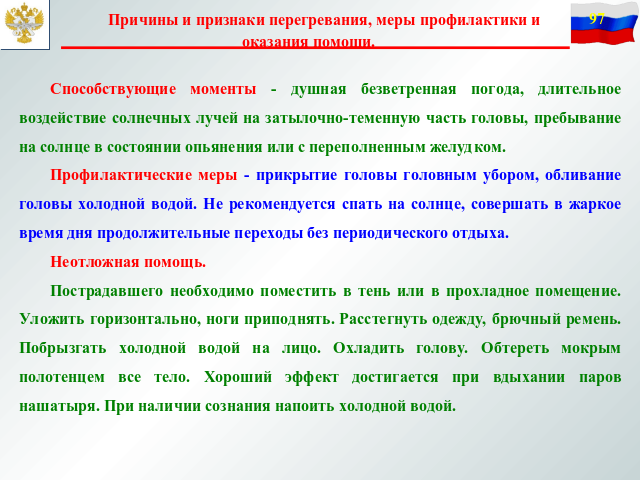 Причины и признаки перегревания, меры профилактики и
оказания помощи.
97
Способствующие моменты - душная безветренная погода, длительное
воздействие солнечных лучей на затылочно-теменную часть головы, пребывание
на солнце в состоянии опьянения или с переполненным желудком.
Профилактические меры - прикрытие головы головным убором, обливание
головы холодной водой. Не рекомендуется спать на солнце, совершать в жаркое
время дня продолжительные переходы без периодического отдыха.
Неотложная помощь.
Пострадавшего необходимо поместить в тень или в прохладное помещение.
Уложить горизонтально, ноги приподнять. Расстегнуть одежду, брючный ремень.
Побрызгать холодной водой на лицо. Охладить голову. Обтереть мокрым
полотенцем все тело. Хороший эффект достигается при вдыхании паров
нашатыря. При наличии сознания напоить холодной водой.